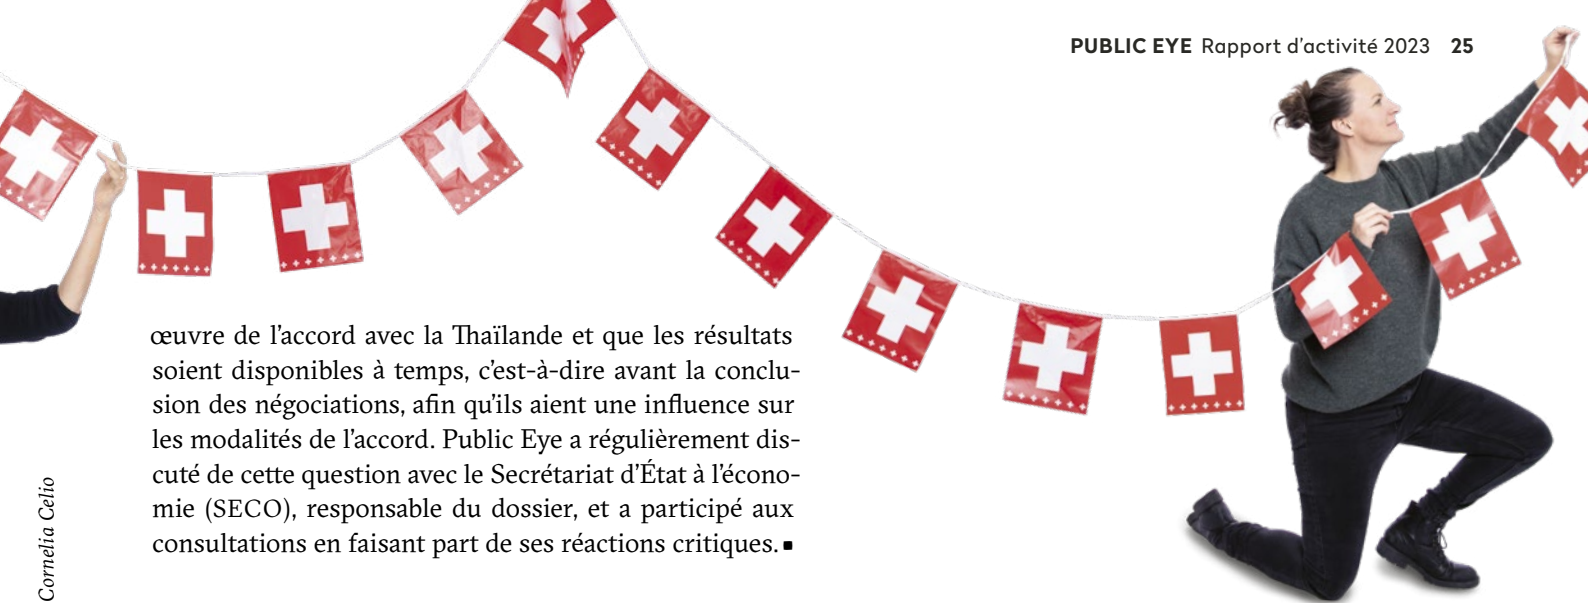 PUBLIC EYE Rapport d'activité 2023 25
œuvre de l'accord avec la Thaïlande et que les résultats
soient disponibles à temps, c'est-à-dire avant la conclu-
sion des négociations, afin qu'ils aient une influence sur
les modalités de l'accord. Public Eye a régulièrement dis-
cuté de cette question avec le Secrétariat d'État à l'écono-
mie (SECO), responsable du dossier, et a participé aux
consultations en faisant part de ses réactions critiques.
Cornelia Celio